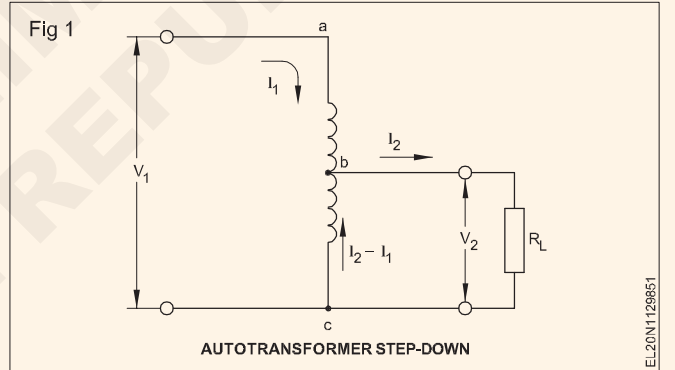 Fig 1
a
I1
V1
b
I2
I2 – I1
V2
RL
c
AUTOTRANSFORMER STEP-DOWN
EL20N1129851